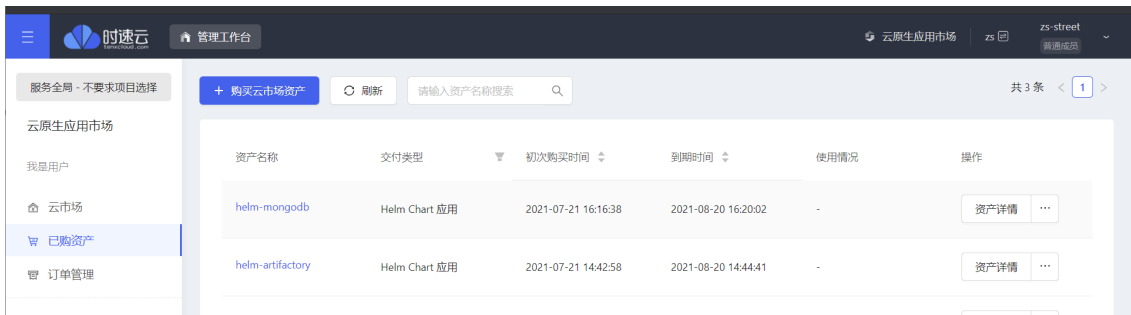 时速云
tenxcloud.com
管理工作台
云原生应用市场
zs
zs-street
普通成员
服务全局 - 不要求项目选择
云原生应用市场
我是用户
云市场
已购资产
订单管理
+ 购买云市场资产
刷新
请输入资产名称搜索
共 3 条 < 1 >
资产名称 交付类型 初次购买时间 到期时间 使用情况 操作
helm-mongodb Helm Chart 应用 2021-07-21 16:16:38 2021-08-20 16:20:02 - 资产详情 ···
helm-artifactory Helm Chart 应用 2021-07-21 14:42:58 2021-08-20 14:44:41 - 资产详情 ···